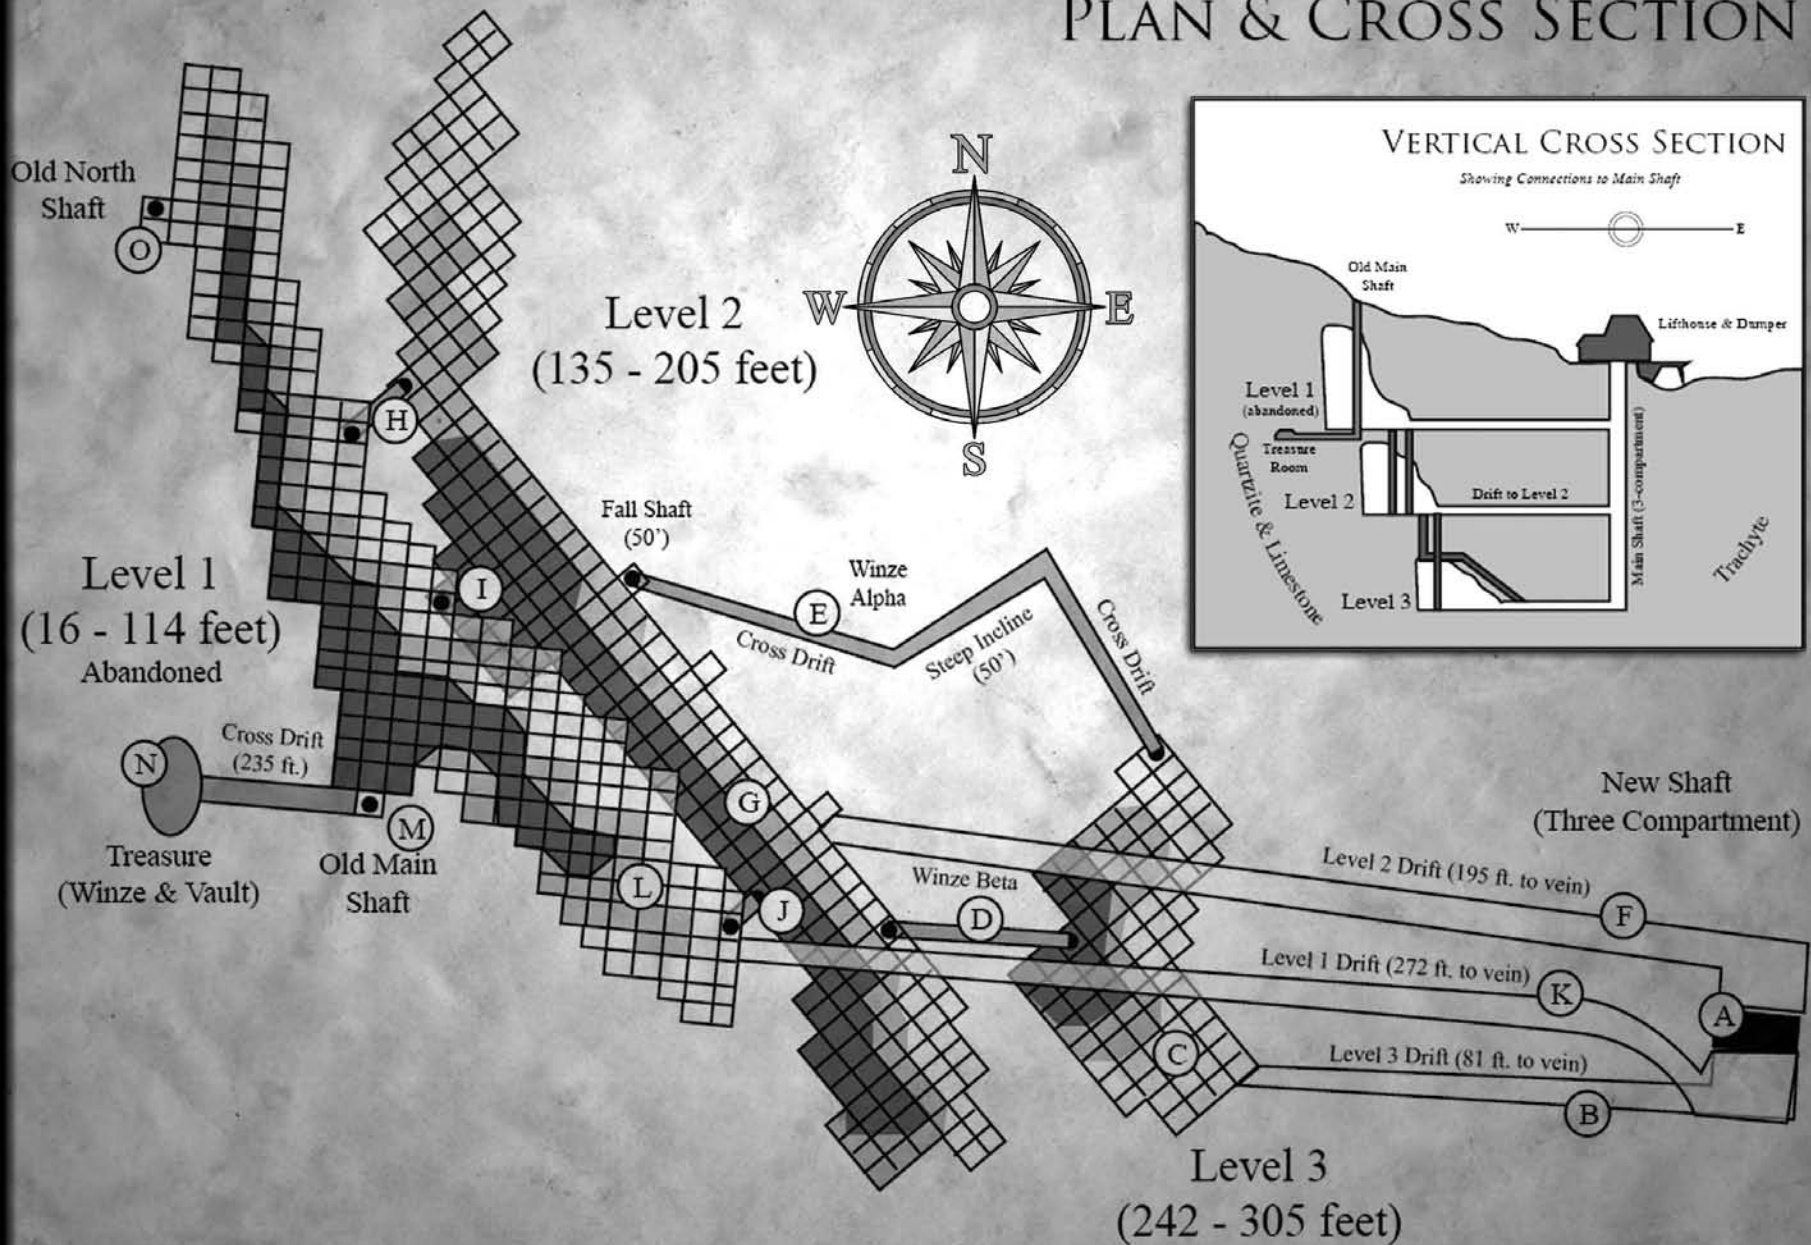 PLAN & CROSS SECTION
VERTICAL CROSS SECTION
Showing Connections to Main Shaft
W
E
Old Main
Shaft
Lifthouse & Dumper
Level 1
(abandoned)
Treasure
Room
Level 2
Drift to Level 2
Level 3
Main Shaft (3-compartment)
Quartzite & Limestone
Trachyte
N
W
E
S
Old North
Shaft
O
Level 2
(135 - 205 feet)
H
Fall Shaft
(50')
Winze
Alpha
E
Cross Drift
Steep Incline
(50')
Cross Drift
Level 1
(16 - 114 feet)
Abandoned
I
Cross Drift
(235 ft.)
N
Treasure
(Winze & Vault)
M
Old Main
Shaft
G
L
J
Winze Beta
D
New Shaft
(Three Compartment)
Level 2 Drift (195 ft. to vein)
F
Level 1 Drift (272 ft. to vein)
K
A
C
Level 3 Drift (81 ft. to vein)
B
Level 3
(242 - 305 feet)